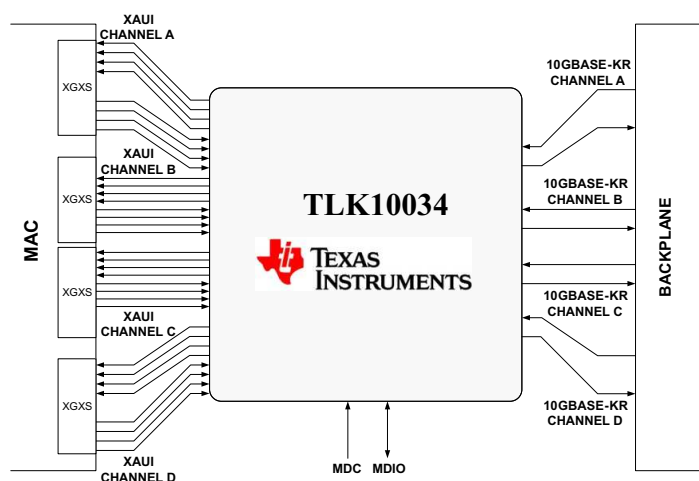 XAUI
CHANNEL A
XGXS
XAUI
CHANNEL B
XGXS
MAC
XGXS
XAUI
CHANNEL C
XGXS
XAUI
CHANNEL D
TLK10034
ti
TEXAS
INSTRUMENTS
MDC
MDIO
10GBASE-KR
CHANNEL A
10GBASE-KR
CHANNEL B
10GBASE-KR
CHANNEL C
10GBASE-KR
CHANNEL D
BACKPLANE